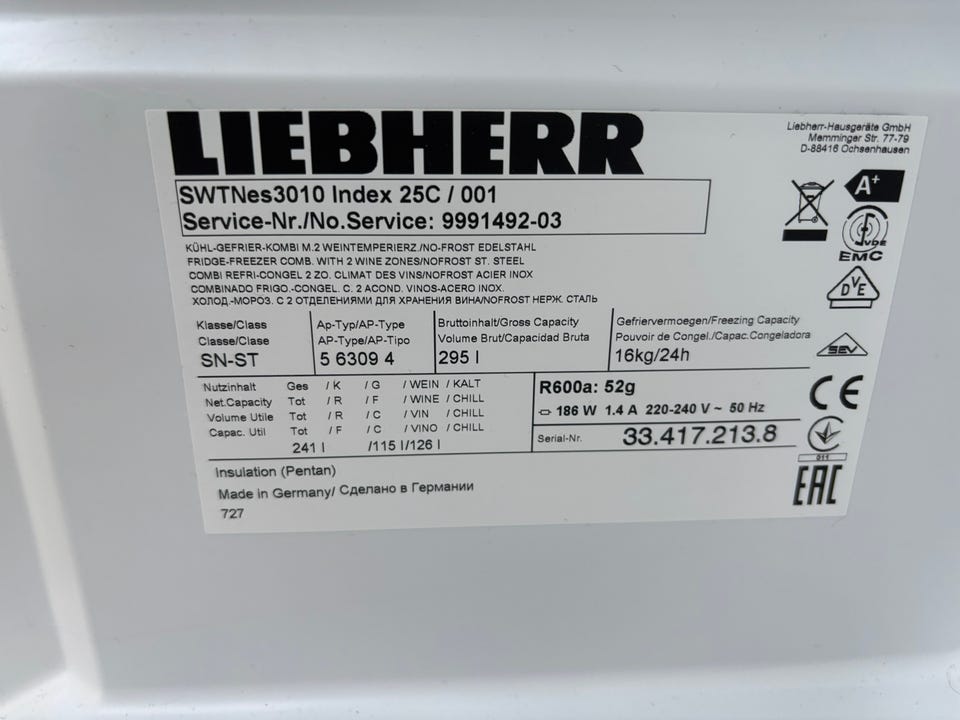 LIEBHERR
Liebherr-Hausgeräte GmbH
Memminger Str. 77-79
D-88416 Ochsenhausen
SWTNes3010 Index 25C / 001
Service-Nr./No.Service: 9991492-03
A+
VDE
EMC
DVE
SEV
CE
011
EAC
KÜHL-GEFRIER-KOMBI M.2 WEINTEMPERIERZ./NO-FROST EDELSTAHL
FRIDGE-FREEZER COMB. WITH 2 WINE ZONES/NOFROST ST. STEEL
COMBI REFRI-CONGEL 2 ZO. CLIMAT DES VINS/NOFROST ACIER INOX
COMBINADO FRIGO.-CONGEL. C. 2 ACOND. VINOS-ACERO INOX.
ХОЛОД.-МОРОЗ. С 2 ОТДЕЛЕНИЯМИ ДЛЯ ХРАНЕНИЯ ВИНА/NOFROST НЕРЖ. СТАЛЬ
Klasse/Class
Classe/Clase
SN-ST
Ap-Typ/AP-Type
AP-Type/AP-Tipo
5 6309 4
Bruttoinhalt/Gross Capacity
Volume Brut/Capacidad Bruta
295 l
Gefriervermoegen/Freezing Capacity
Pouvoir de Congel./Capac.Congeladora
16kg/24h
Nutzinhalt Ges / K / G / WEIN / KALT
Net.Capacity Tot / R / F / WINE / CHILL
Volume Utile Tot / R / C / VIN / CHILL
Capac. Util Tot / F / C / VINO / CHILL
241 l /115 l/126 l
R600a: 52g
186 W 1.4 A 220-240 V ~ 50 Hz
Serial-Nr. 33.417.213.8
Insulation (Pentan)
Made in Germany/ Сделано в Германии
727